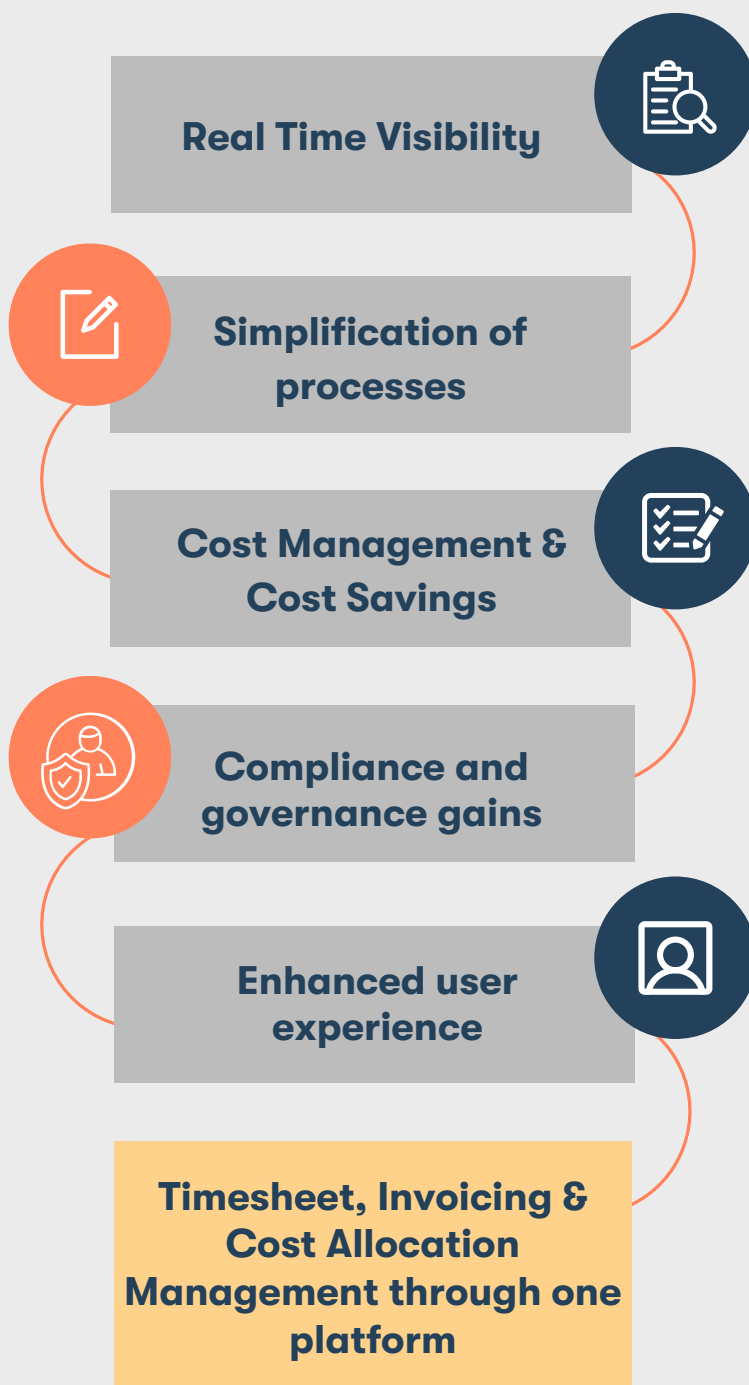 Real Time Visibility
Simplification of
processes
Cost Management &
Cost Savings
Compliance and
governance gains
Enhanced user
experience
Timesheet, Invoicing &
Cost Allocation
Management through one
platform